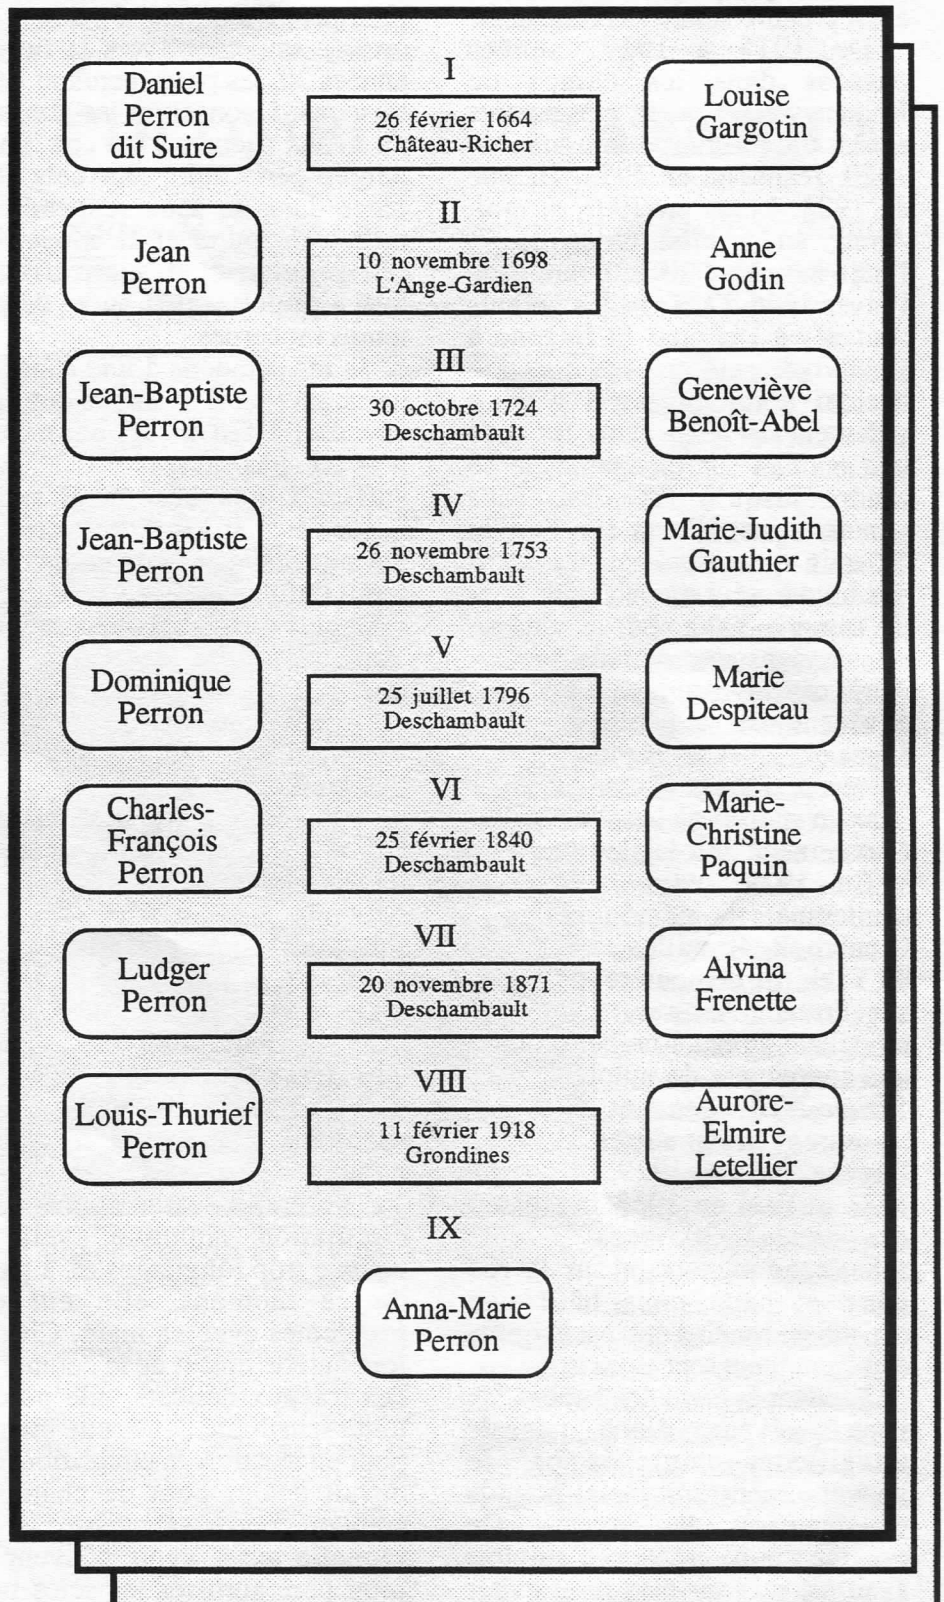 I
Daniel
Perron
dit Suire
26 février 1664
Château-Richer
Louise
Gargotin
II
Jean
Perron
10 novembre 1698
L'Ange-Gardien
Anne
Godin
III
Jean-Baptiste
Perron
30 octobre 1724
Deschambault
Geneviève
Benoît-Abel
IV
Jean-Baptiste
Perron
26 novembre 1753
Deschambault
Marie-Judith
Gauthier
V
Dominique
Perron
25 juillet 1796
Deschambault
Marie
Despiteau
VI
Charles-
François
Perron
25 février 1840
Deschambault
Marie-
Christine
Paquin
VII
Ludger
Perron
20 novembre 1871
Deschambault
Alvina
Frenette
VIII
Louis-Thurief
Perron
11 février 1918
Grondines
Aurore-
Elmire
Letellier
IX
Anna-Marie
Perron